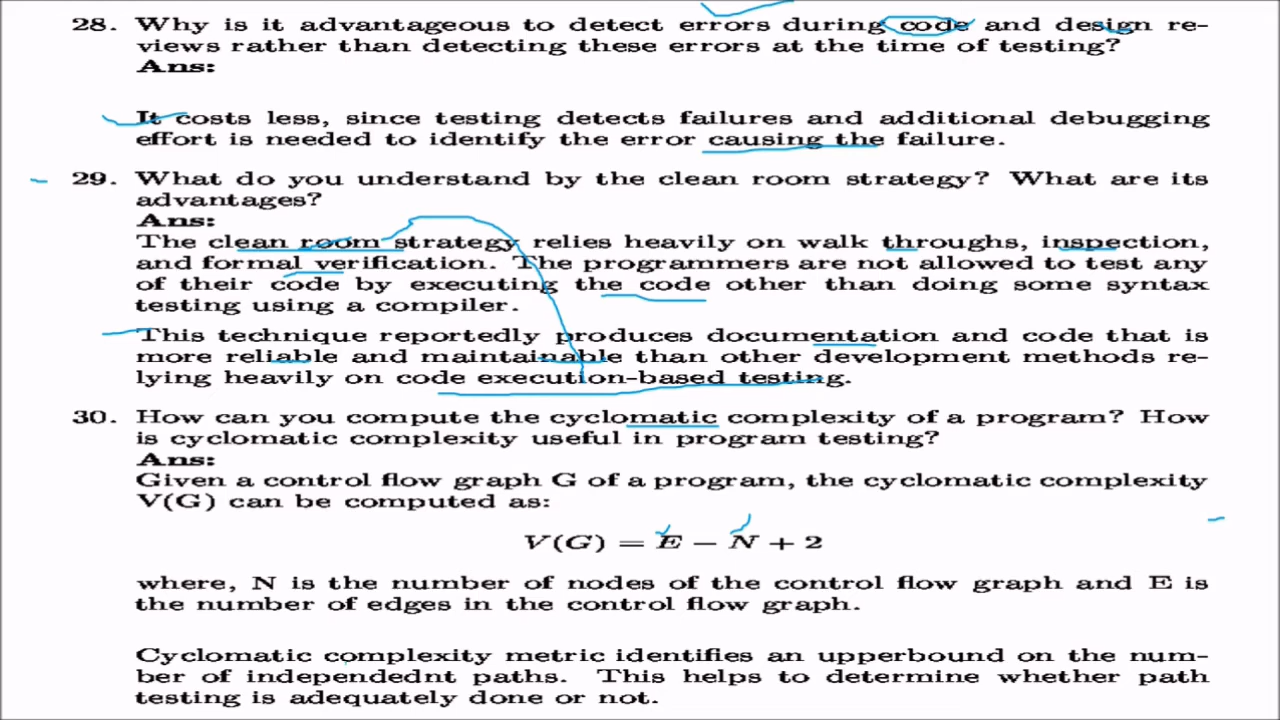 28. Why is it advantageous to detect errors during code and design re-
views rather than detecting these errors at the time of testing?
Ans:
It costs less, since testing detects failures and additional debugging
effort is needed to identify the error causing the failure.
29. What do you understand by the clean room strategy? What are its
advantages?
Ans:
The clean room strategy relies heavily on walk throughs, inspection,
and formal verification. The programmers are not allowed to test any
of their code by executing the code other than doing some syntax
testing using a compiler.
This technique reportedly produces documentation and code that is
more reliable and maintainable than other development methods re-
lying heavily on code execution-based testing.
30. How can you compute the cyclomatic complexity of a program? How
is cyclomatic complexity useful in program testing?
Ans:
Given a control flow graph G of a program, the cyclomatic complexity
V(G) can be computed as:
V(G) = E − N + 2
where, N is the number of nodes of the control flow graph and E is
the number of edges in the control flow graph.
Cyclomatic complexity metric identifies an upperbound on the num-
ber of independednt paths. This helps to determine whether path
testing is adequately done or not.